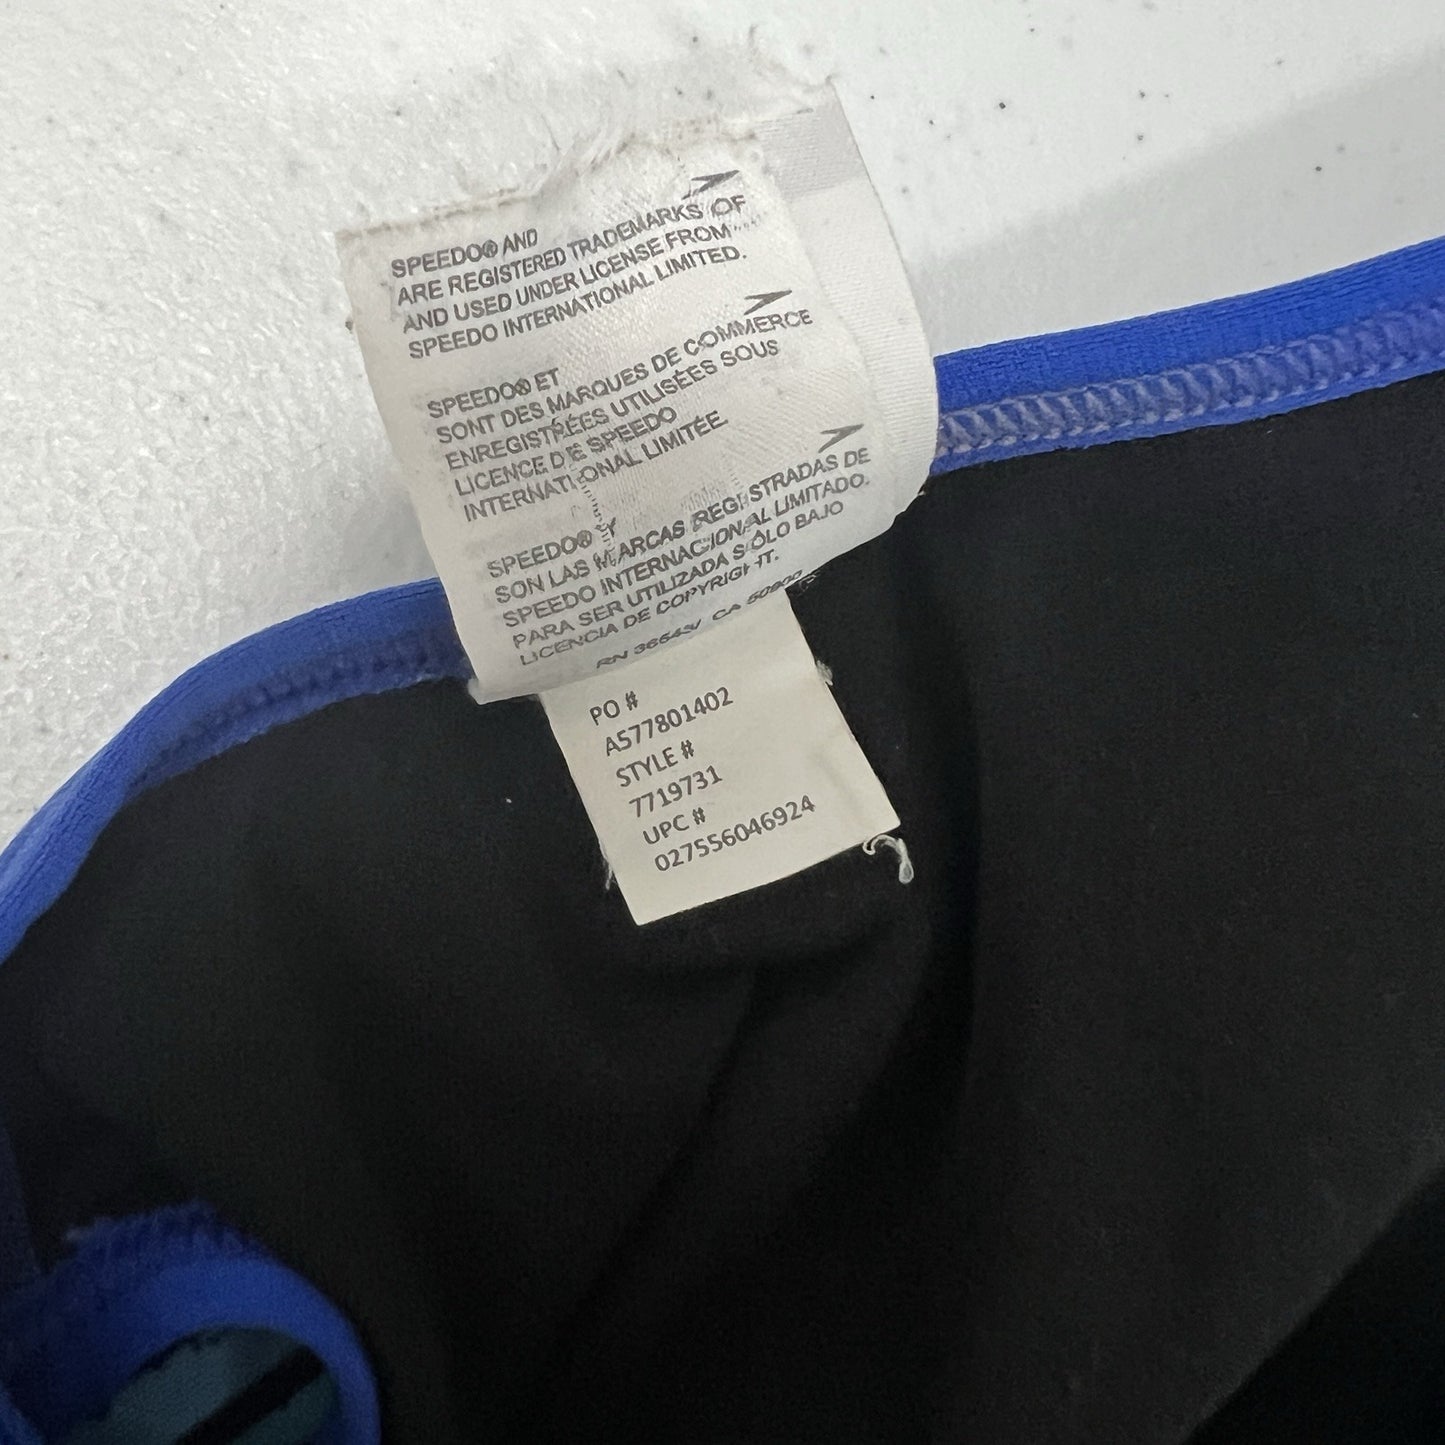 SPEEDO® AND
ARE REGISTERED TRADEMARKS OF
AND USED UNDER LICENSE FROM
SPEEDO INTERNATIONAL LIMITED.
SPEEDO® ET
SONT DES MARQUES DE COMMERCE
ENREGISTRÉES UTILISÉES SOUS
LICENCE DE SPEEDO
INTERNATIONAL LIMITÉE.
SPEEDO® Y
SON LAS MARCAS REGISTRADAS DE
SPEEDO INTERNACIONAL LIMITADO.
PARA SER UTILIZADA SÓLO BAJO
LICENCIA DE COPYRIGHT.
RN CA
PO #
A577801402
STYLE #
7719731
UPC #
027556046924